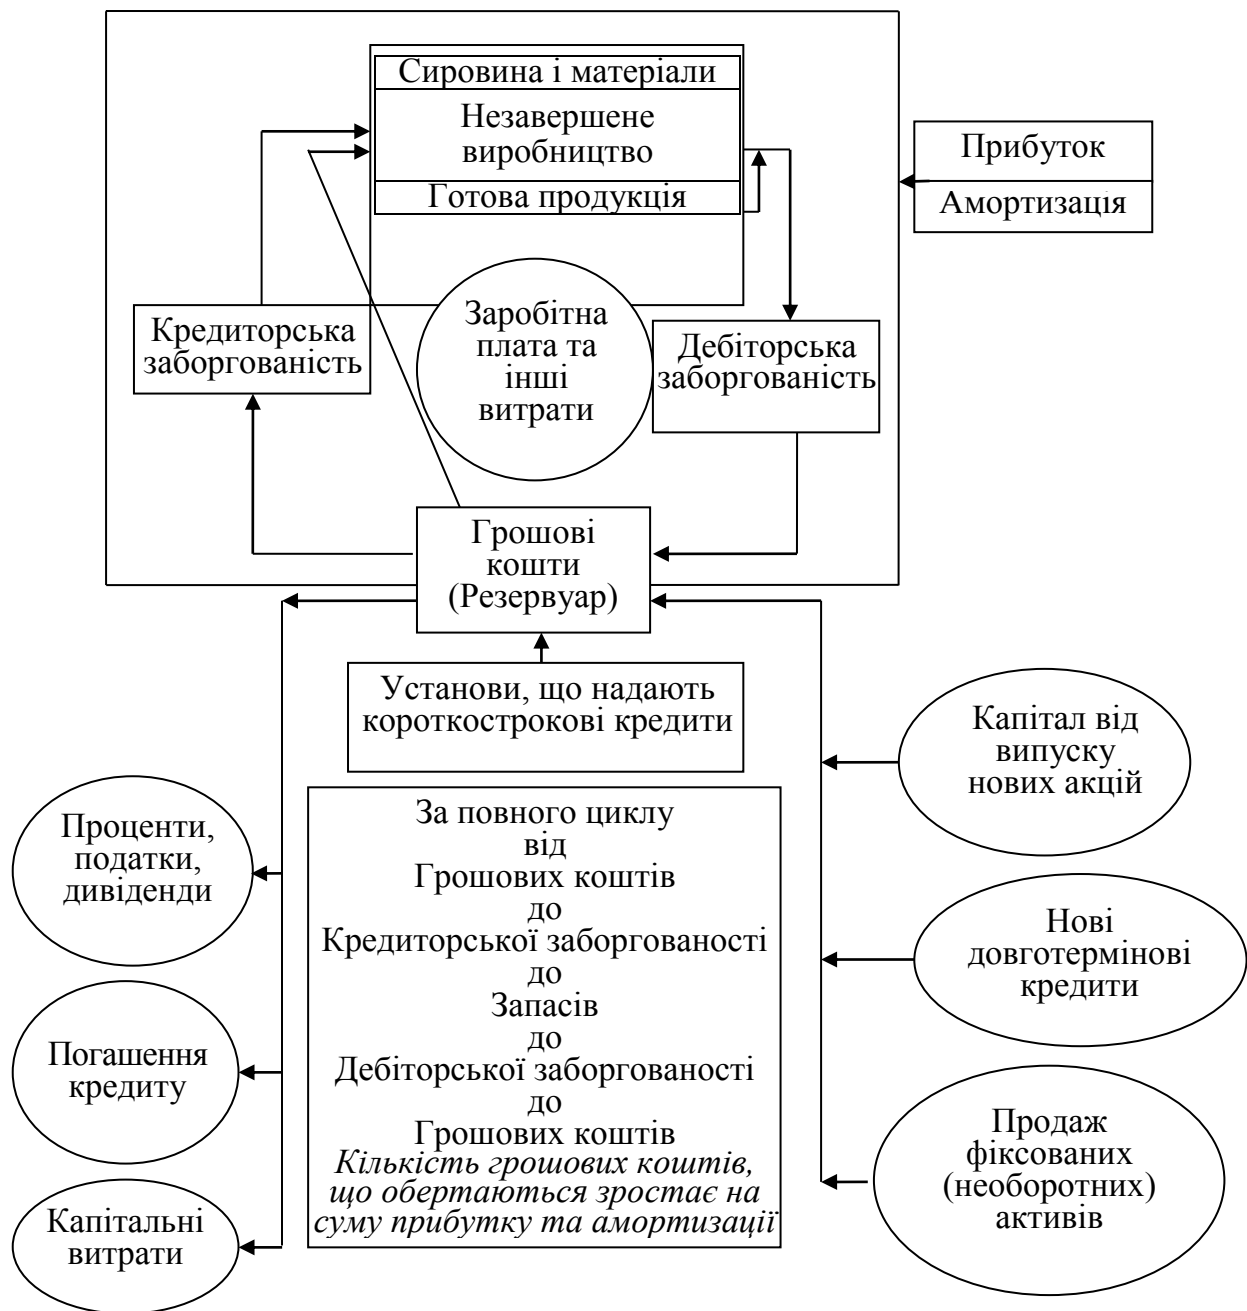 Сировина і матеріали
Незавершене
виробництво
Готова продукція
Прибуток
Амортизація
Кредиторська
заборгованість
Заробітна
плата та
інші
витрати
Дебіторська
заборгованість
Грошові
кошти
(Резервуар)
Установи, що надають
короткострокові кредити
Капітал від
випуску
нових акцій
Проценти,
податки,
дивіденди
За повного циклу
від
Грошових коштів
до
Кредиторської заборгованості
до
Запасів
до
Дебіторської заборгованості
до
Грошових коштів
Кількість грошових коштів,
що обертаються зростає на
суму прибутку та амортизації
Нові
довготермінові
кредити
Погашення
кредиту
Продаж
фіксованих
(необоротних)
активів
Капітальні
витрати